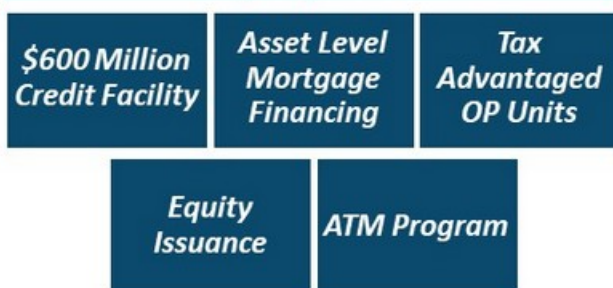 $600 Million
Credit Facility
Asset Level
Mortgage
Financing
Tax
Advantaged
OP Units
Equity
Issuance
ATM Program